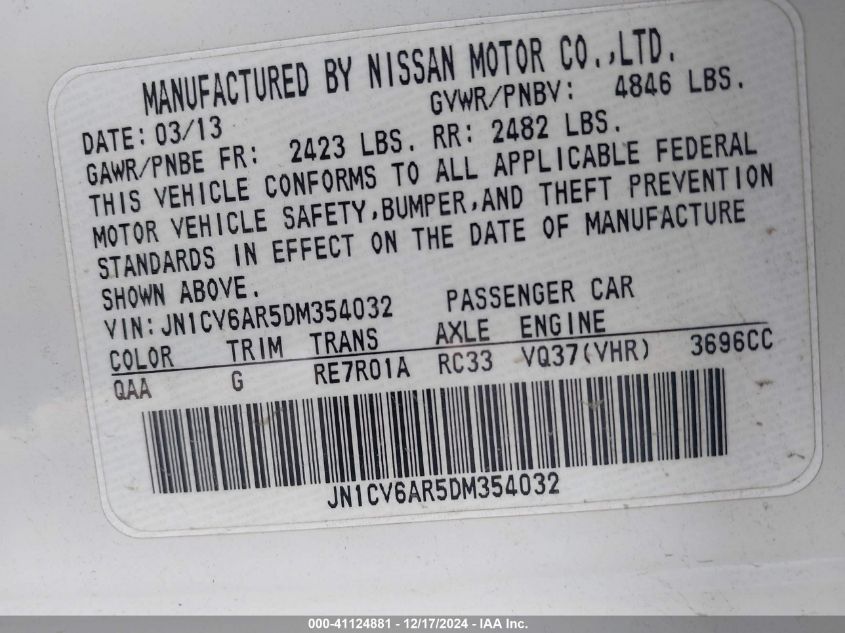 MANUFACTURED BY NISSAN MOTOR CO.,LTD.
DATE: 03/13 GVWR/PNBV: 4846 LBS.
GAWR/PNBE FR: 2423 LBS. RR: 2482 LBS.
THIS VEHICLE CONFORMS TO ALL APPLICABLE FEDERAL
MOTOR VEHICLE SAFETY,BUMPER,AND THEFT PREVENTION
STANDARDS IN EFFECT ON THE DATE OF MANUFACTURE
SHOWN ABOVE.
VIN:JN1CV6AR5DM354032 PASSENGER CAR
COLOR TRIM TRANS AXLE ENGINE
QAA G RE7R01A RC33 VQ37(VHR) 3696CC
JN1CV6AR5DM354032
000-41124881 - 12/17/2024 - IAA Inc.